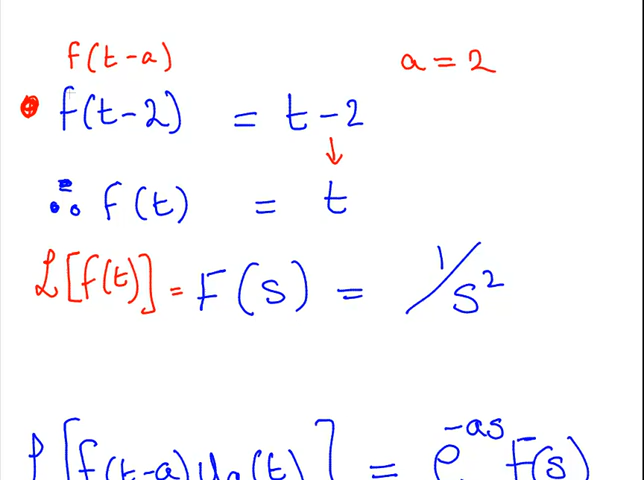 f(t-a) a = 2
f(t-2) = t-2
↓
∴ f(t) = t
ℒ[f(t)] = F(s) = 1/s²
ℒ[f(t-a)uₐ(t)] = e^-as F(s)